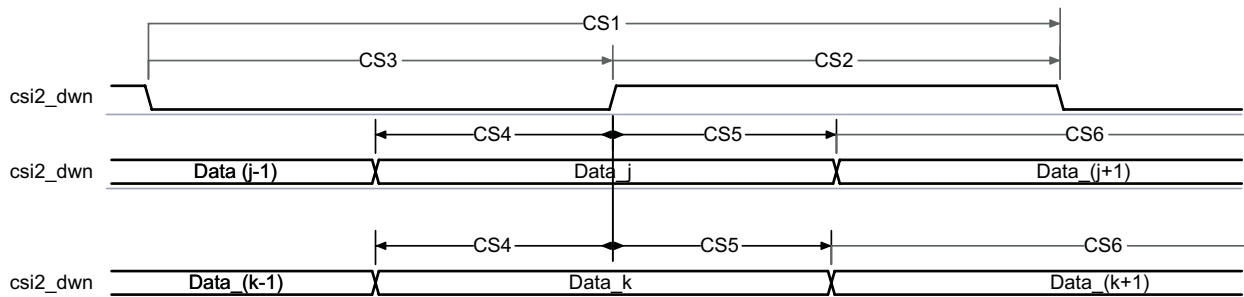 CS1
CS3 CS2
csi2_dwn
CS4 CS5 CS6
csi2_dwn Data (j-1) Data_j Data_(j+1)
CS4 CS5 CS6
csi2_dwn Data_(k-1) Data_k Data_(k+1)